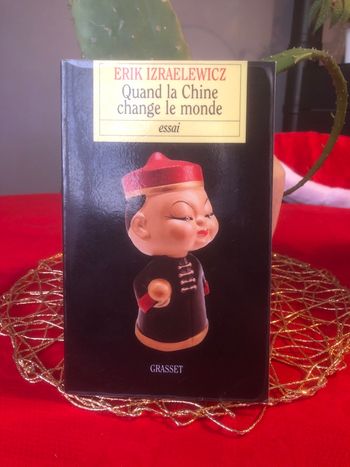 ERIK IZRAELEWICZ
Quand la Chine
change le monde
essai
GRASSET